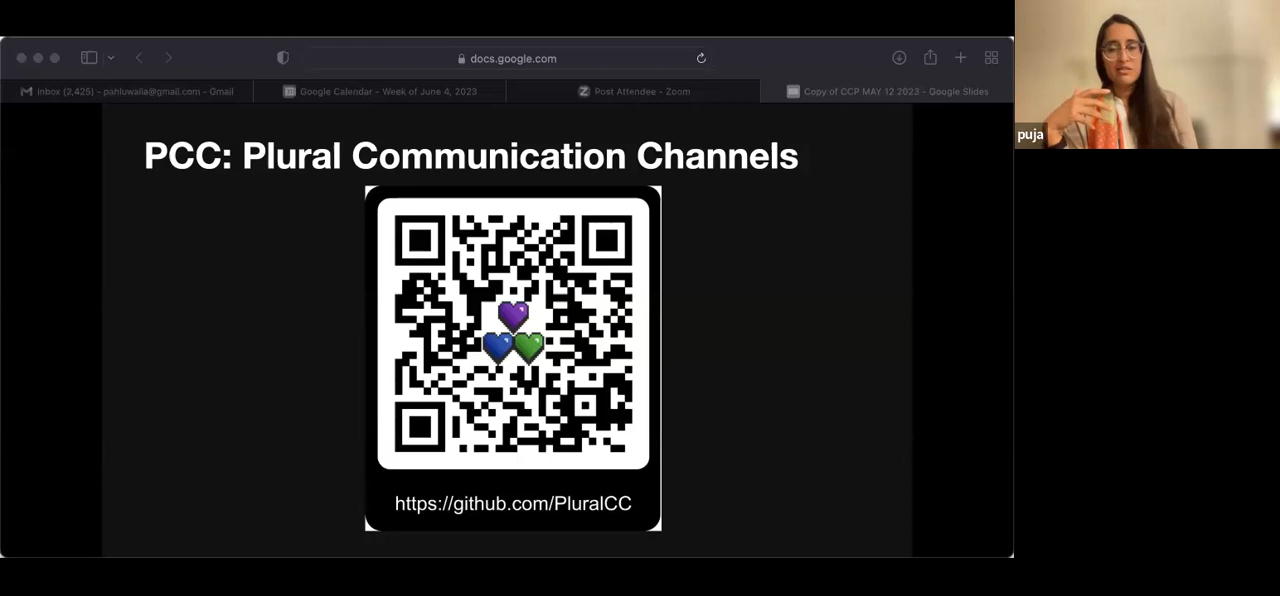 docs.google.com
Inbox (2,425) - pahluwalia@gmail.com - Gmail
Google Calendar - Week of June 4, 2023
Post Attendee - Zoom
Copy of CCP MAY 12 2023 - Google Slides
puja
PCC: Plural Communication Channels
https://github.com/PluralCC